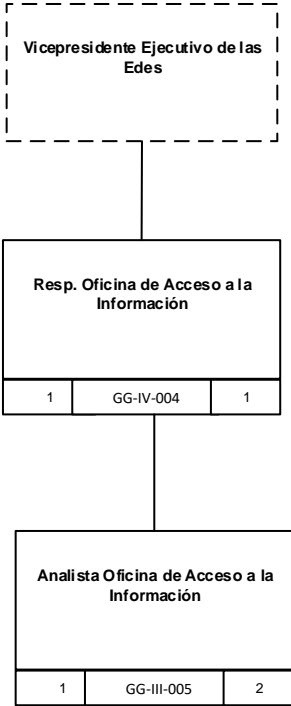 Vicepresidente Ejecutivo de las
Edes
Resp. Oficina de Acceso a la
Información
1 GG-IV-004 1
Analista Oficina de Acceso a la
Información
1 GG-III-005 2